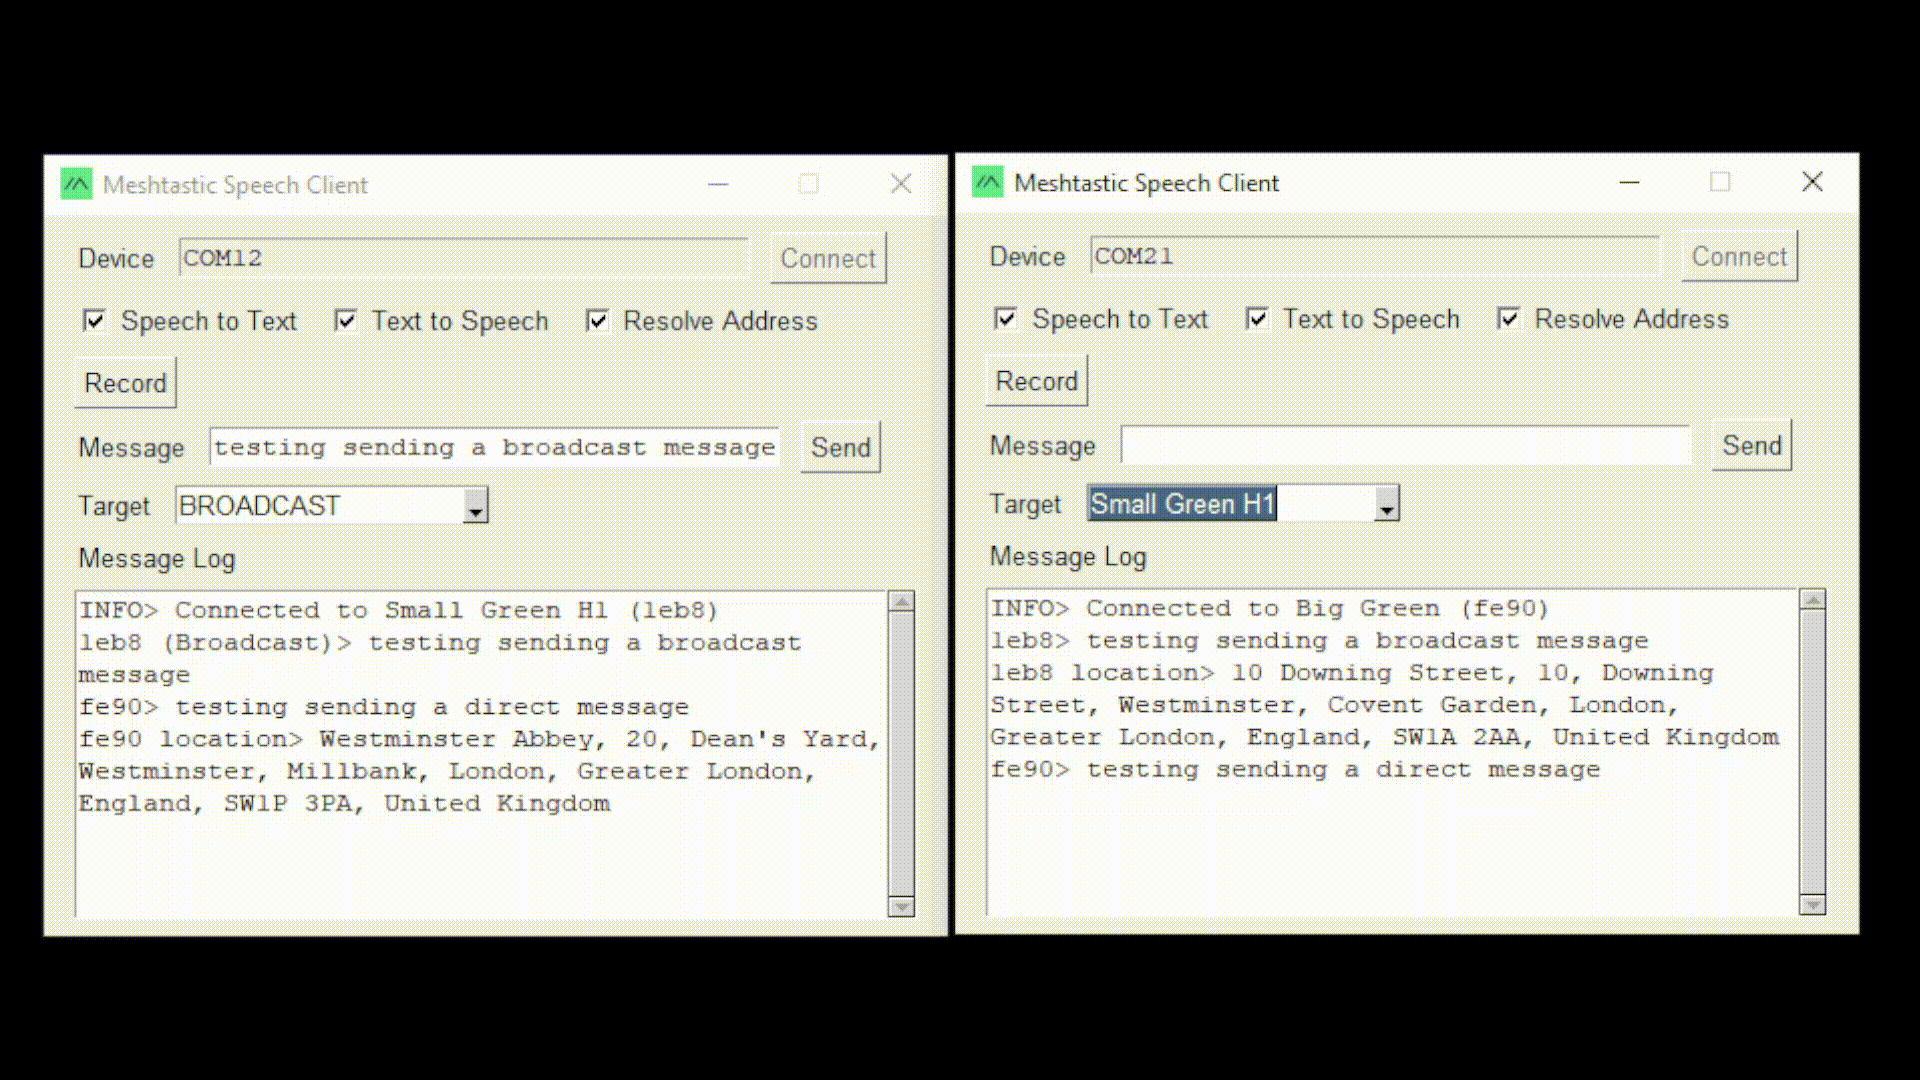 Meshtastic Speech Client
Device COM12 Connect
Speech to Text Text to Speech Resolve Address
Record
Message testing sending a broadcast message Send
Target BROADCAST
Message Log
INFO> Connected to Small Green H1 (1eb8)
1eb8 (Broadcast)> testing sending a broadcast
message
fe90> testing sending a direct message
fe90 location> Westminster Abbey, 20, Dean's Yard,
Westminster, Millbank, London, Greater London,
England, SW1P 3PA, United Kingdom
Meshtastic Speech Client
Device COM21 Connect
Speech to Text Text to Speech Resolve Address
Record
Message Send
Target Small Green H1
Message Log
INFO> Connected to Big Green (fe90)
1eb8> testing sending a broadcast message
1eb8 location> 10 Downing Street, 10, Downing
Street, Westminster, Covent Garden, London,
Greater London, England, SW1A 2AA, United Kingdom
fe90> testing sending a direct message